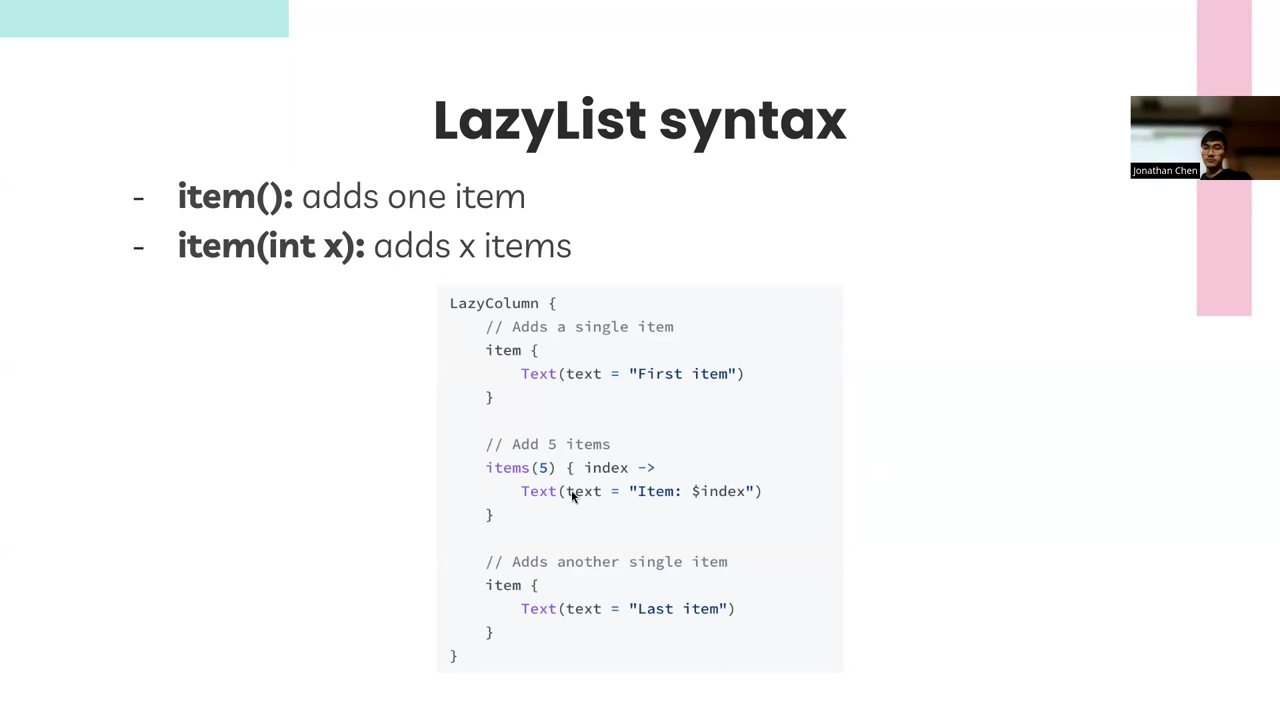 LazyList syntax
- item(): adds one item
- item(int x): adds x items
Jonathan Chen
LazyColumn {
    // Adds a single item
    item {
        Text(text = "First item")
    }

    // Add 5 items
    items(5) { index ->
        Text(text = "Item: $index")
    }

    // Adds another single item
    item {
        Text(text = "Last item")
    }
}